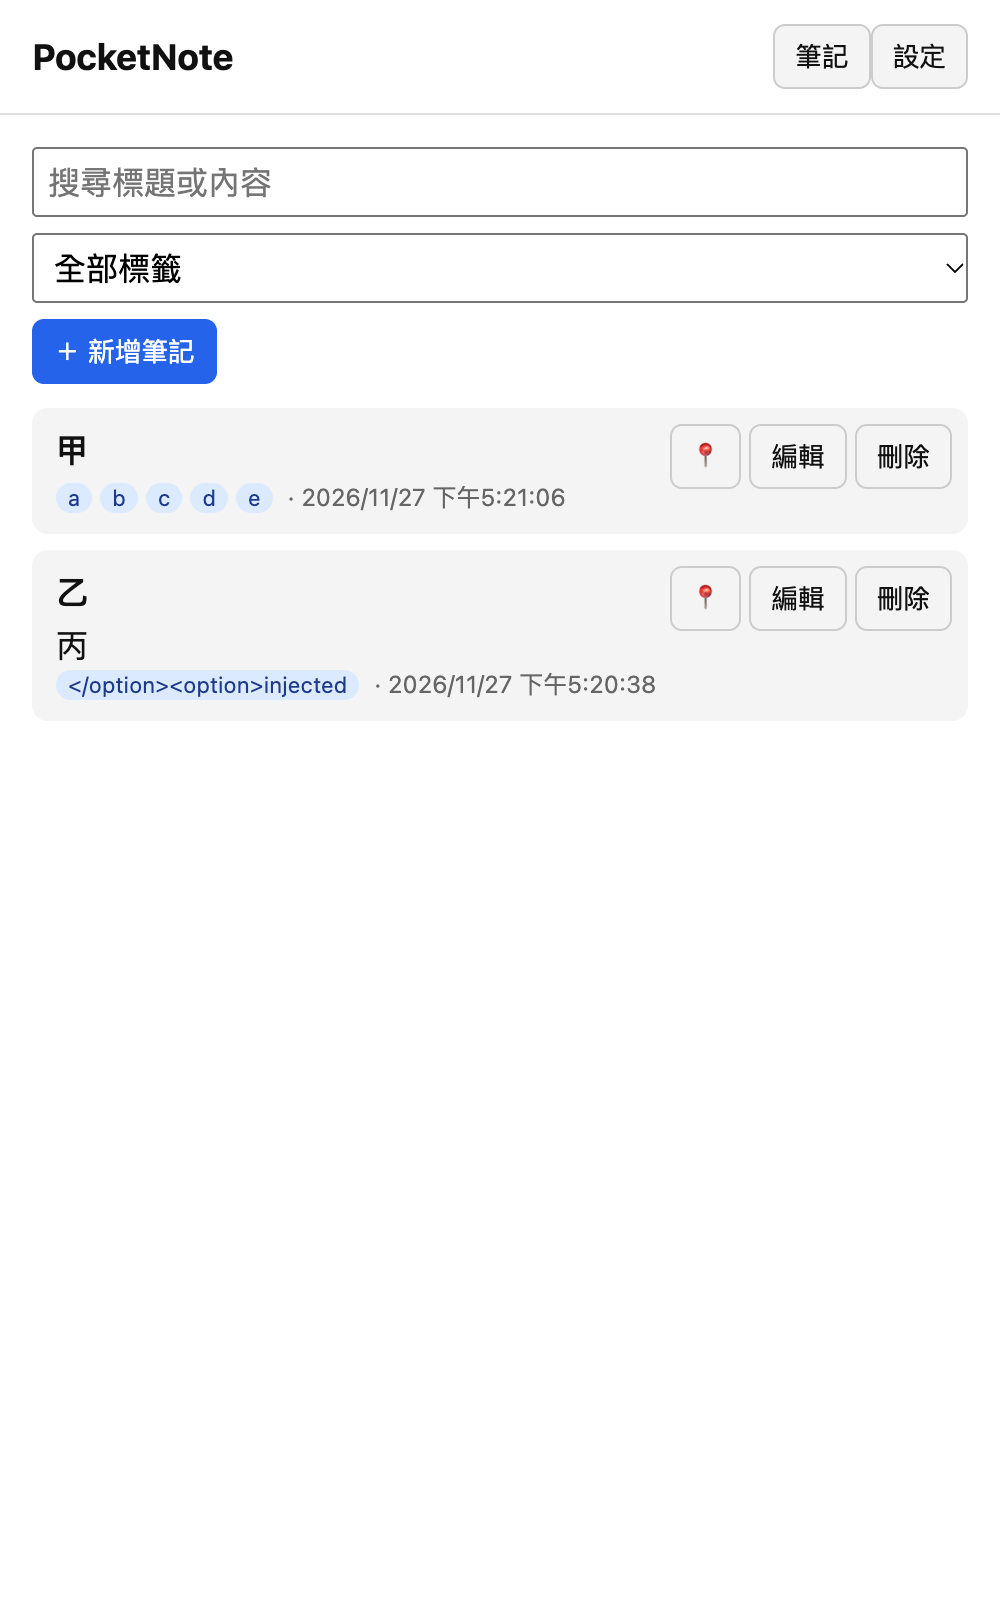 PocketNote
筆記 設定
搜尋標題或內容
全部標籤
＋ 新增筆記
甲
編輯 刪除
a b c d e · 2026/11/27 下午5:21:06
乙
編輯 刪除
丙
</option><option>injected · 2026/11/27 下午5:20:38